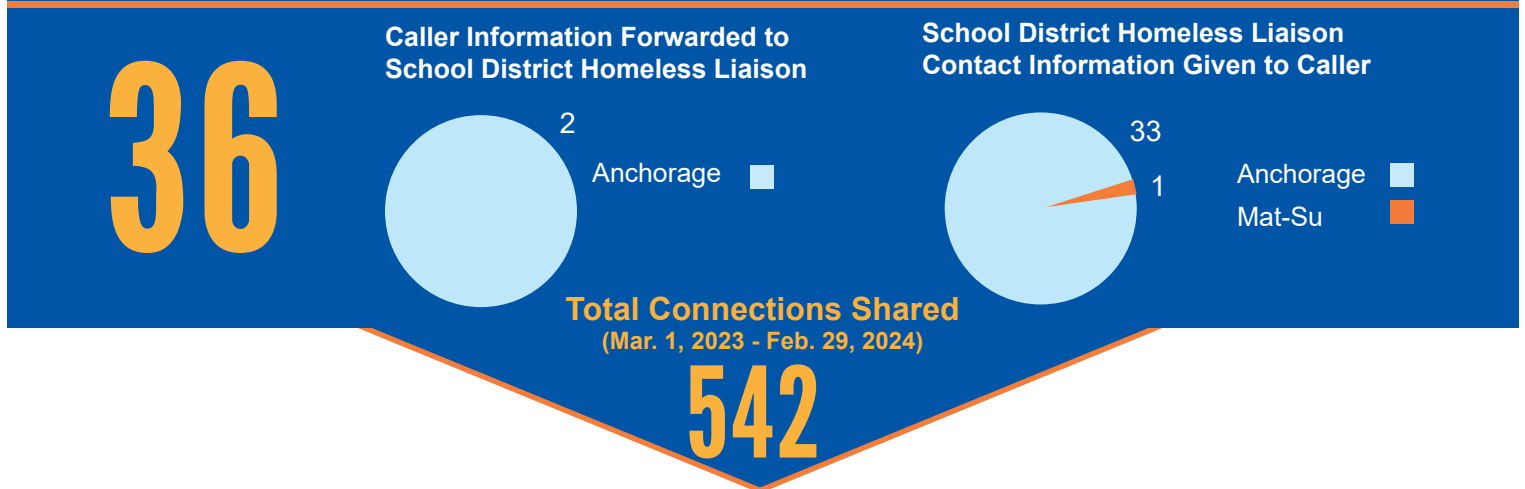 36
Caller Information Forwarded to
School District Homeless Liaison
2
Anchorage
School District Homeless Liaison
Contact Information Given to Caller
33
1
Anchorage
Mat-Su
Total Connections Shared
(Mar. 1, 2023 - Feb. 29, 2024)
542